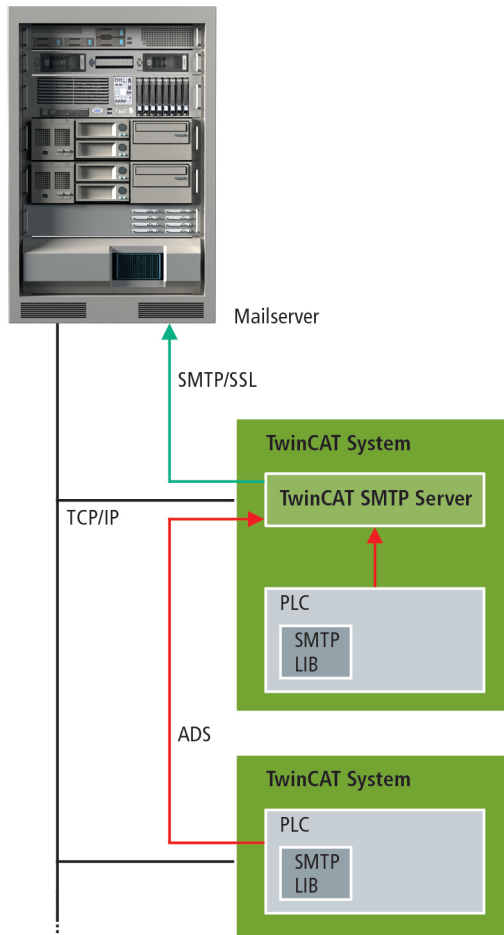 Mailserver
SMTP/SSL
TwinCAT System
TwinCAT SMTP Server
TCP/IP
PLC
SMTP
LIB
ADS
TwinCAT System
PLC
SMTP
LIB